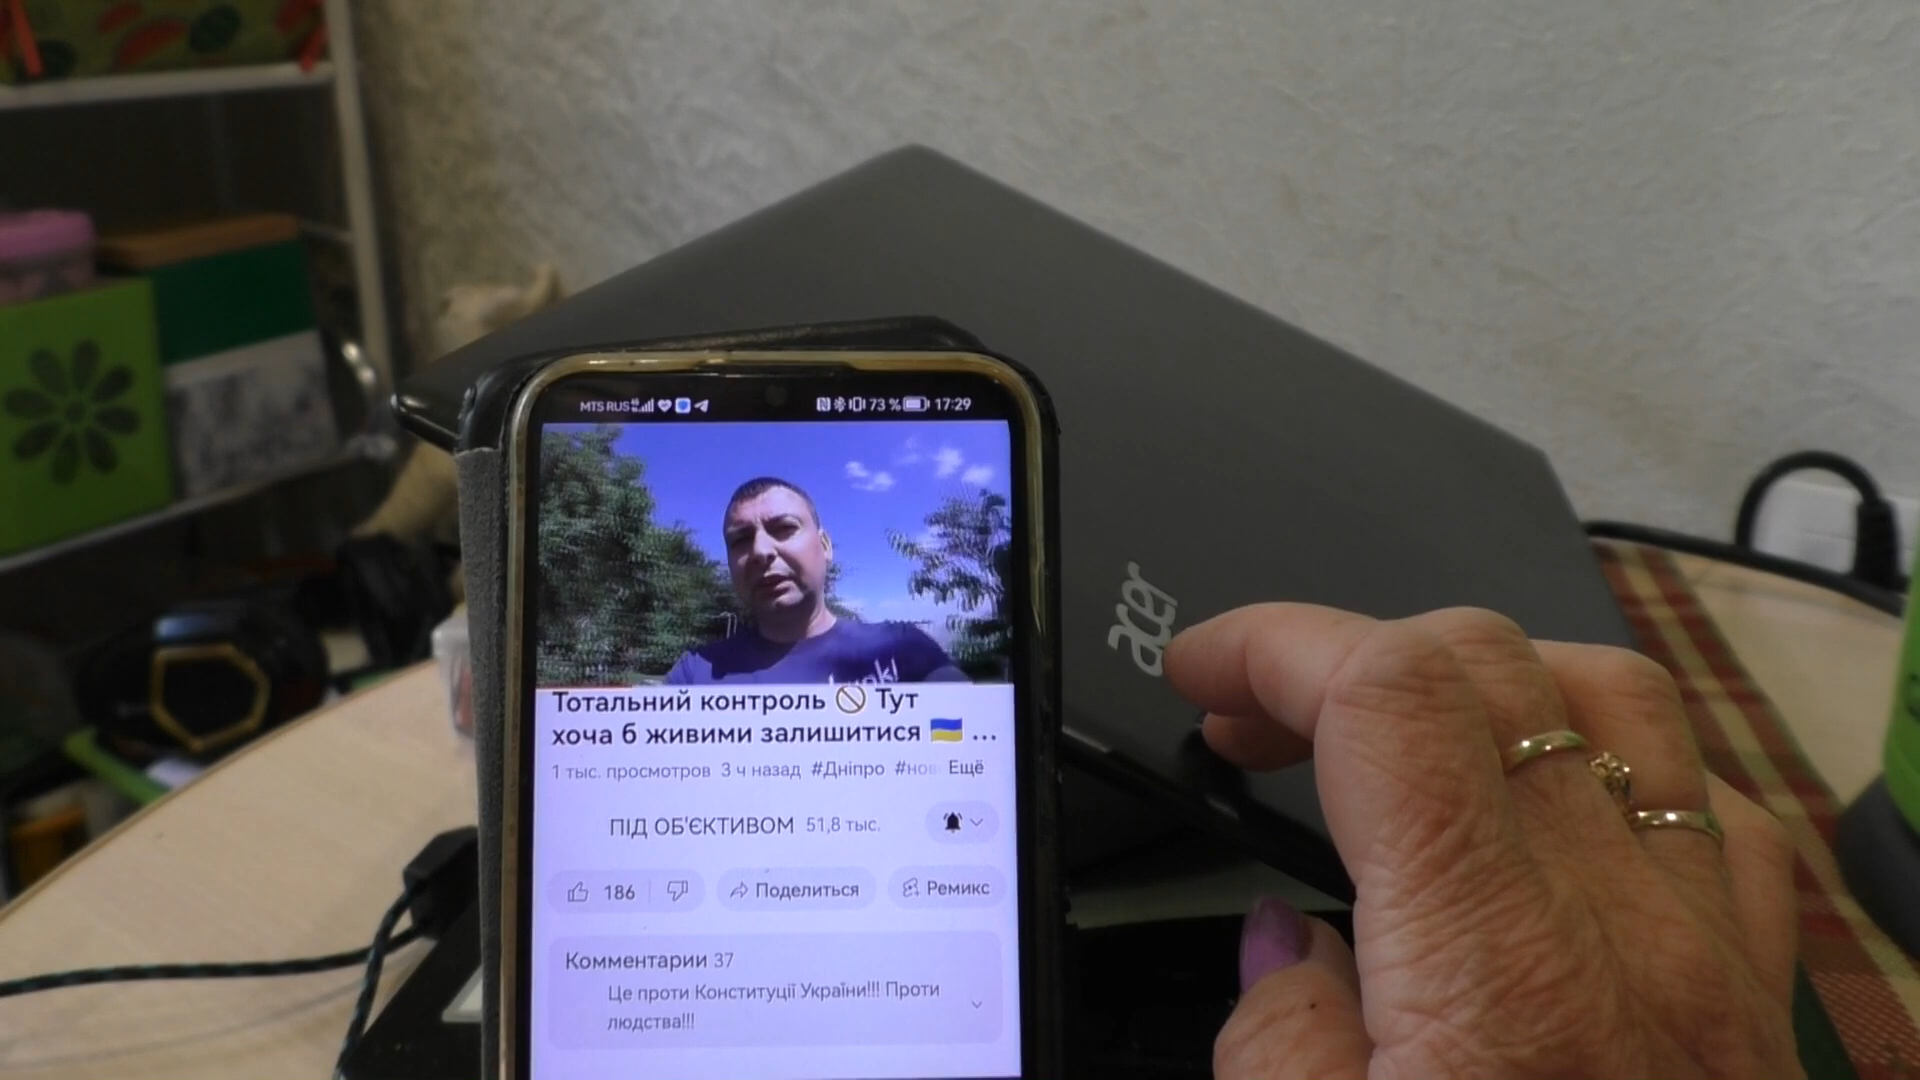 MTS RUS 73 % 17:29
Тотальний контроль 🚫 Тут
хоча б живими залишитися 🇺🇦 ...
1 тыс. просмотров 3 ч назад #Дніпро #нов Ещё
ПІД ОБ'ЄКТИВОМ 51,8 тыс.
186 Поделиться Ремикс
Комментарии 37
Це проти Конституції України!!! Проти
людства!!!
acer